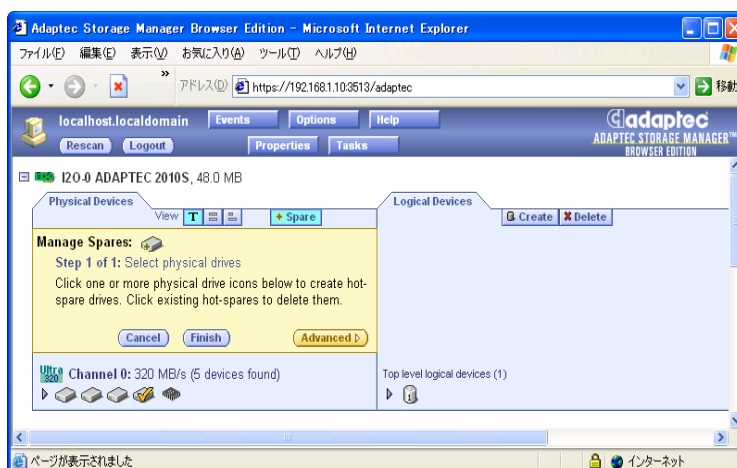 Adaptec Storage Manager Browser Edition - Microsoft Internet Explorer
ファイル(F) 編集(E) 表示(V) お気に入り(A) ツール(T) ヘルプ(H)
» アドレス(D) https://192.168.1.10:3513/adaptec 移動
localhost.localdomain Events Options Help
Rescan Logout Properties Tasks
adaptec
ADAPTEC STORAGE MANAGER™
BROWSER EDITION
I2O-0 ADAPTEC 2010S, 48.0 MB
Physical Devices
View T Spare
Manage Spares:
Step 1 of 1: Select physical drives
Click one or more physical drive icons below to create hot-
spare drives. Click existing hot-spares to delete them.
Cancel Finish Advanced
Ultra 320 Channel 0: 320 MB/s (5 devices found)
Logical Devices
Create Delete
Top level logical devices (1)
1
ページが表示されました インターネット